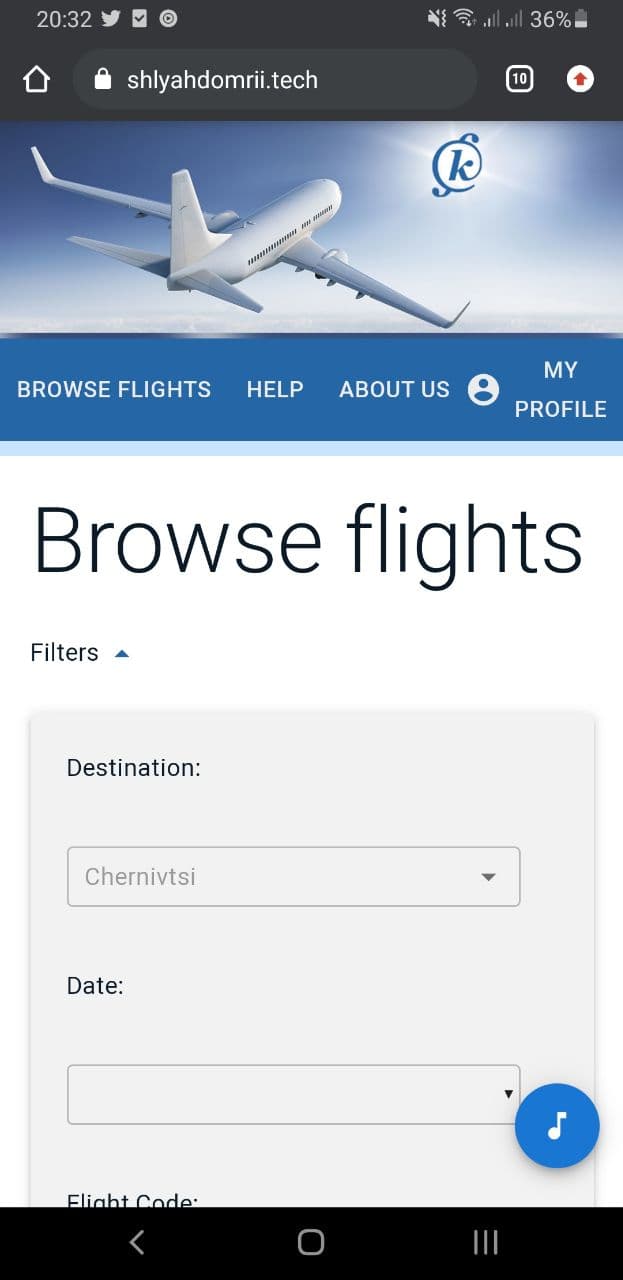 20:32
36%
shlyahdomrii.tech
10
k
BROWSE FLIGHTS HELP ABOUT US MY PROFILE
Browse flights
Filters
Destination:
Chernivtsi
Date:
Flight Code: